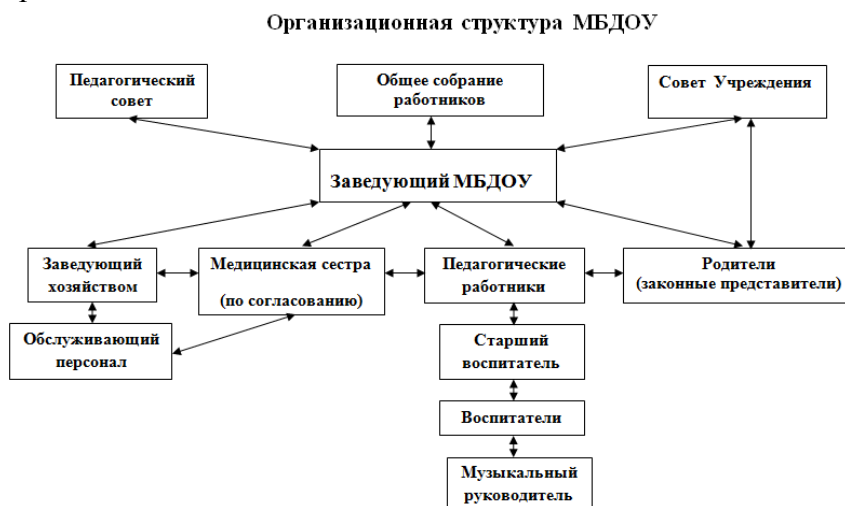 Организационная структура МБДОУ
Педагогический
совет
Общее собрание
работников
Совет Учреждения
Заведующий МБДОУ
Заведующий
хозяйством
Медицинская сестра
(по согласованию)
Педагогические
работники
Родители
(законные представители)
Обслуживающий
персонал
Старший
воспитатель
Воспитатели
Музыкальный
руководитель